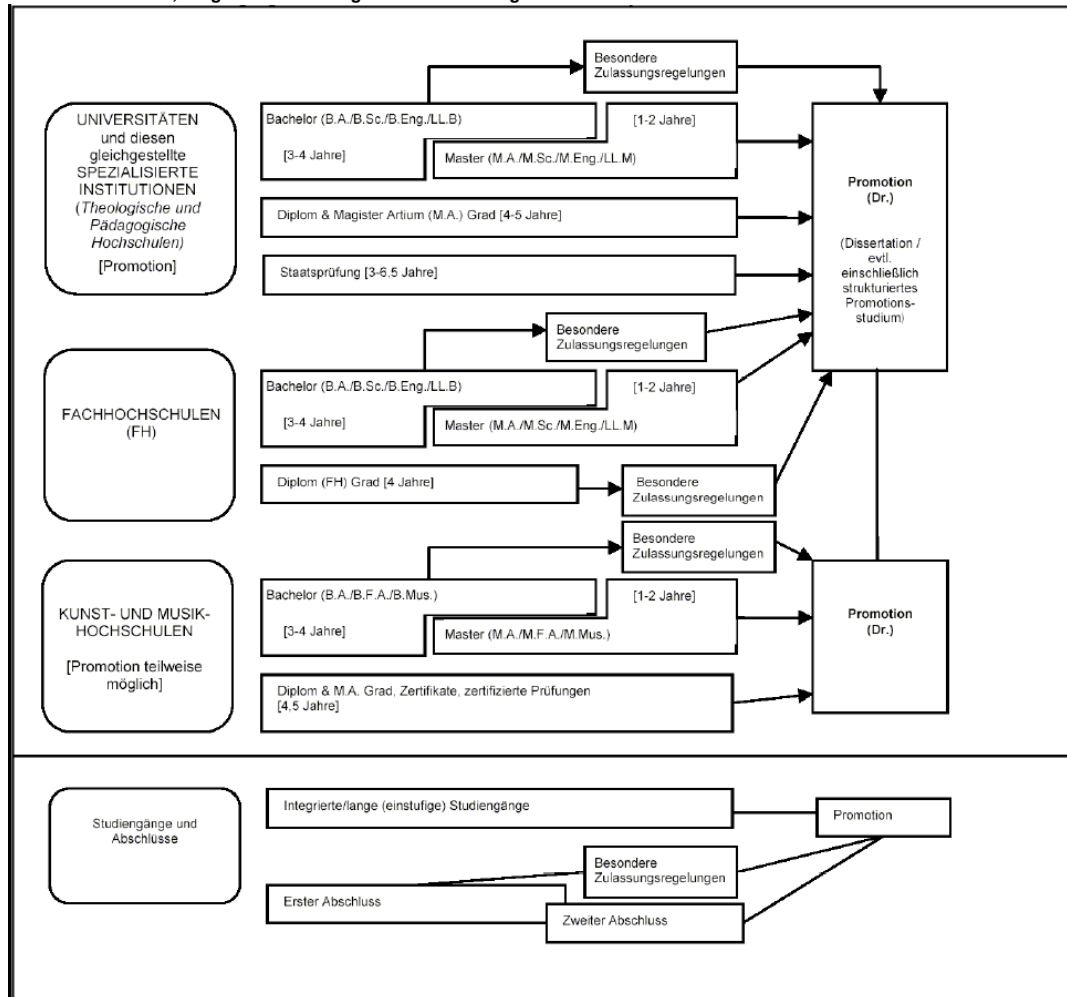 Besondere
Zulassungsregelungen
UNIVERSITÄTEN
und diesen
gleichgestellte
SPEZIALISIERTE
INSTITUTIONEN
(Theologische und
Pädagogische
Hochschulen)
[Promotion]
Bachelor (B.A./B.Sc./B.Eng./LL.B)
[1-2 Jahre]
[3-4 Jahre]
Master (M.A./M.Sc./M.Eng./LL.M)
Diplom & Magister Artium (M.A.) Grad [4-5 Jahre]
Staatsprüfung [3-6,5 Jahre]
Promotion
(Dr.)
(Dissertation /
evtl.
einschließlich
strukturiertes
Promotions-
studium)
FACHHOCHSCHULEN
(FH)
Besondere
Zulassungsregelungen
Bachelor (B.A./B.Sc./B.Eng./LL.B)
[1-2 Jahre]
[3-4 Jahre]
Master (M.A./M.Sc./M.Eng./LL.M)
Diplom (FH) Grad [4 Jahre]
Besondere
Zulassungsregelungen
KUNST- UND MUSIK-
HOCHSCHULEN
[Promotion teilweise
möglich]
Besondere
Zulassungsregelungen
Bachelor (B.A./B.F.A./B.Mus.)
[1-2 Jahre]
[3-4 Jahre]
Master (M.A./M.F.A./M.Mus.)
Diplom & M.A. Grad, Zertifikate, zertifizierte Prüfungen
[4,5 Jahre]
Promotion
(Dr.)
Studiengänge und
Abschlüsse
Integrierte/lange (einstufige) Studiengänge
Promotion
Besondere
Zulassungsregelungen
Erster Abschluss
Zweiter Abschluss